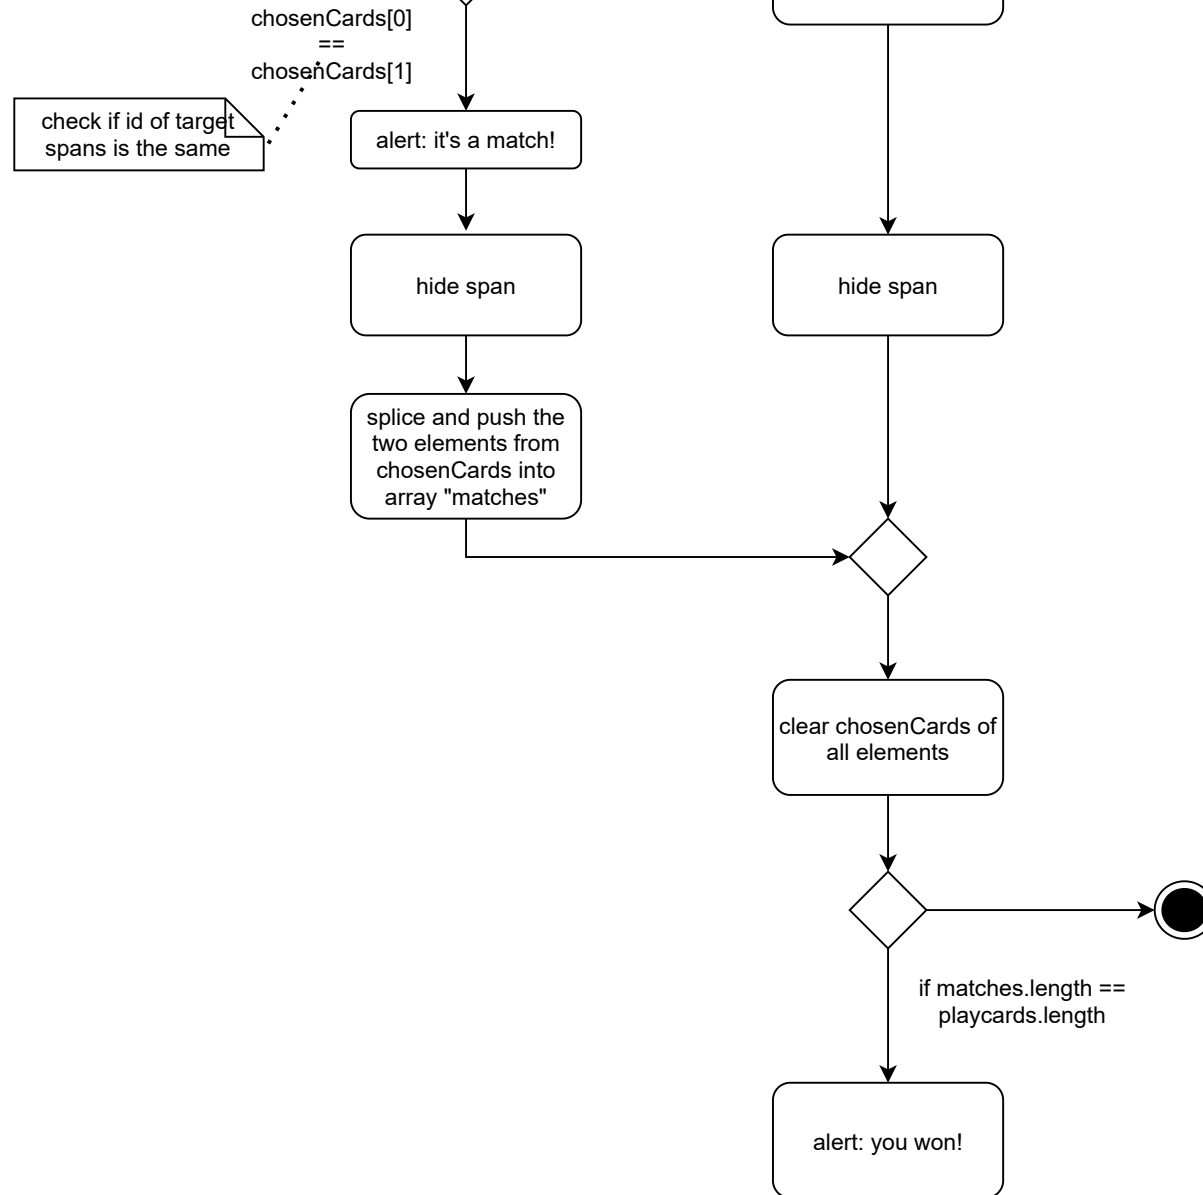 chosenCards[0]
==
chosenCards[1]
check if id of target
spans is the same
alert: it's a match!
hide span
hide span
splice and push the
two elements from
chosenCards into
array "matches"
clear chosenCards of
all elements
if matches.length ==
playcards.length
alert: you won!